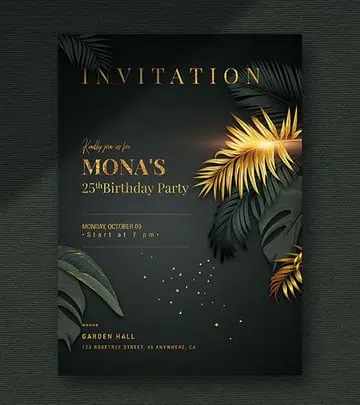 INVITATION
Kindly join us for
MONA'S
25thBirthday Party
MONDAY, OCTOBER 09
•Start at 7 pm•
GARDEN HALL
123 ROSETREE STREET, 45 ANYWHERE, CA